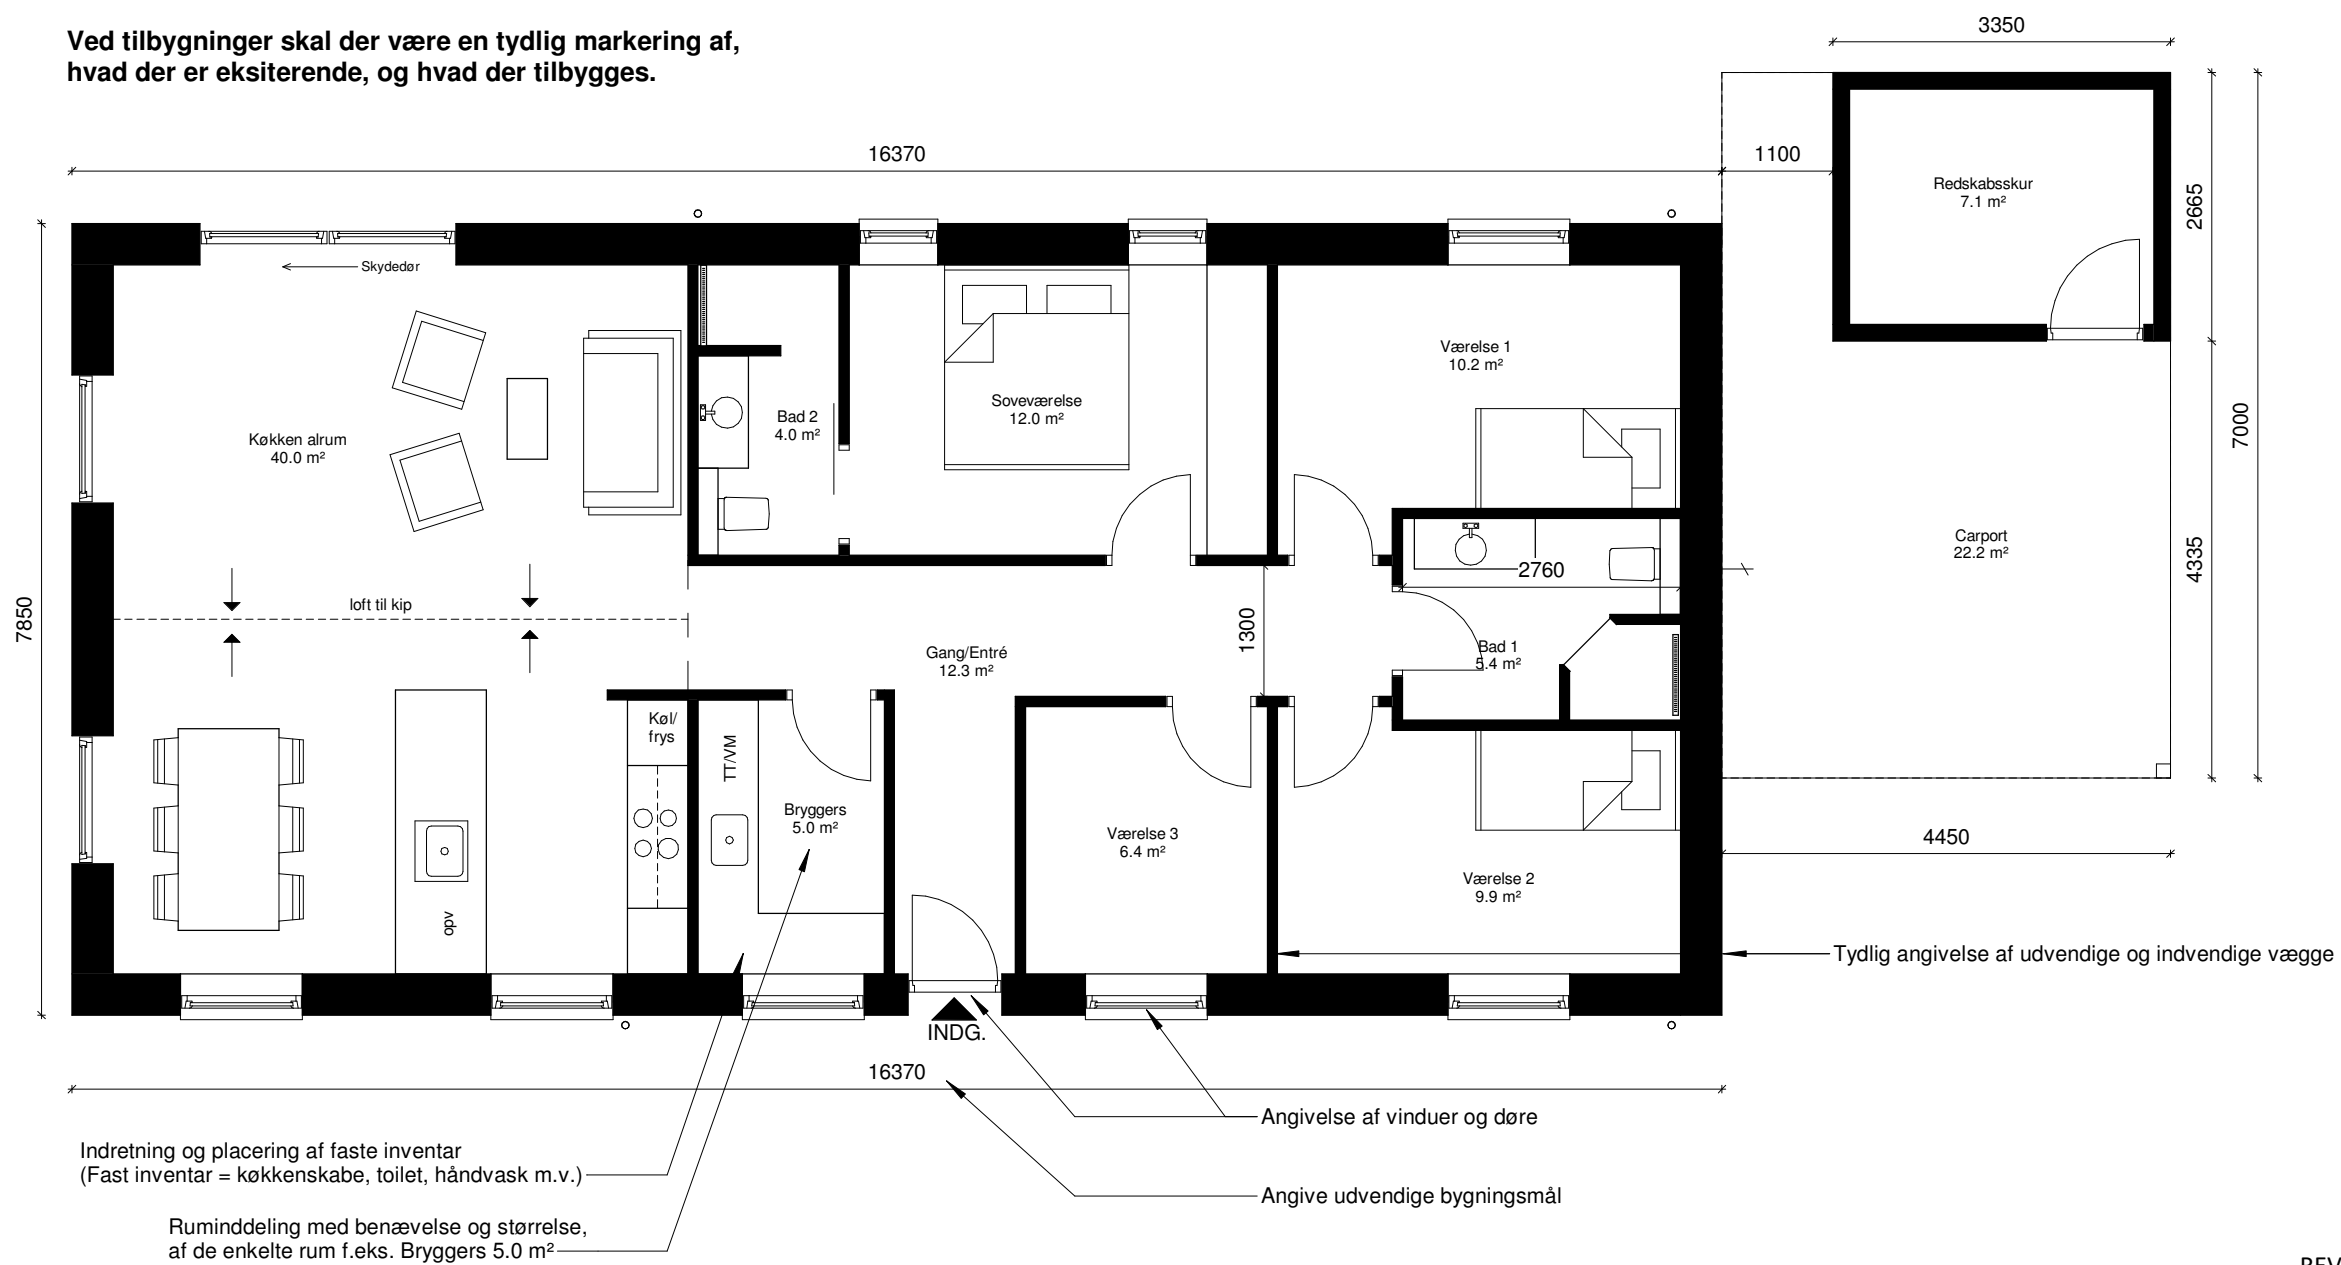 Ved tilbygninger skal der være en tydlig markering af,
hvad der er eksiterende, og hvad der tilbygges.
3350
16370
1100
Redskabsskur
7.1 m²
2665
Skydedør
Værelse 1
10.2 m²
Soveværelse
12.0 m²
Bad 2
4.0 m²
Køkken alrum
40.0 m²
7000
Carport
22.2 m²
4335
2760
loft til kip
7850
1300
Gang/Entré
12.3 m²
Bad 1
5.4 m²
Køl/
frys
TT/VM
Bryggers
5.0 m²
Værelse 3
6.4 m²
4450
Værelse 2
9.9 m²
opv
Tydlig angivelse af udvendige og indvendige vægge
INDG.
16370
Angivelse af vinduer og døre
Indretning og placering af faste inventar
(Fast inventar = køkkenskabe, toilet, håndvask m.v.)
Angive udvendige bygningsmål
Ruminddeling med benævelse og størrelse,
af de enkelte rum f.eks. Bryggers 5.0 m²